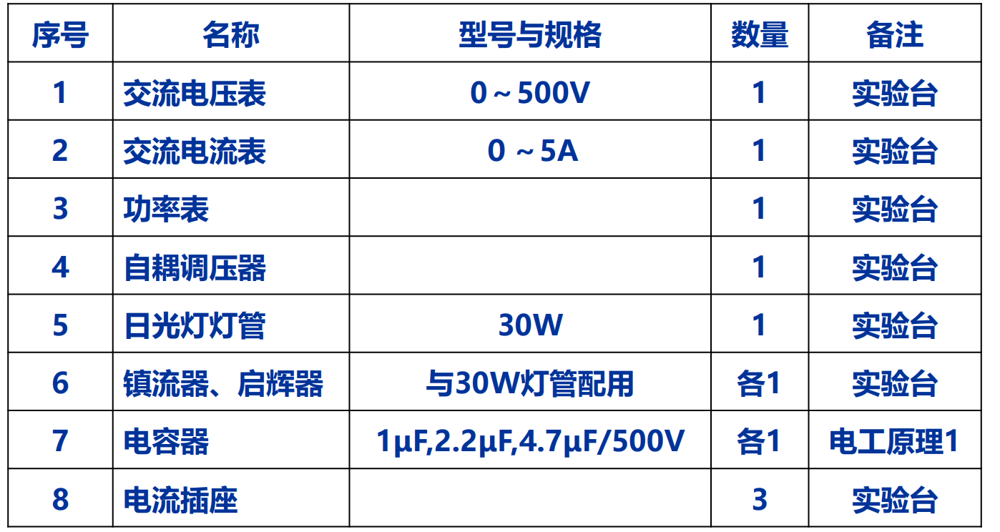 序号 名称 型号与规格 数量 备注
1 交流电压表 0～500V 1 实验台
2 交流电流表 0 ～5A 1 实验台
3 功率表 1 实验台
4 自耦调压器 1 实验台
5 日光灯灯管 30W 1 实验台
6 镇流器、启辉器 与30W灯管配用 各1 实验台
7 电容器 1μF,2.2μF,4.7μF/500V 各1 电工原理1
8 电流插座 3 实验台